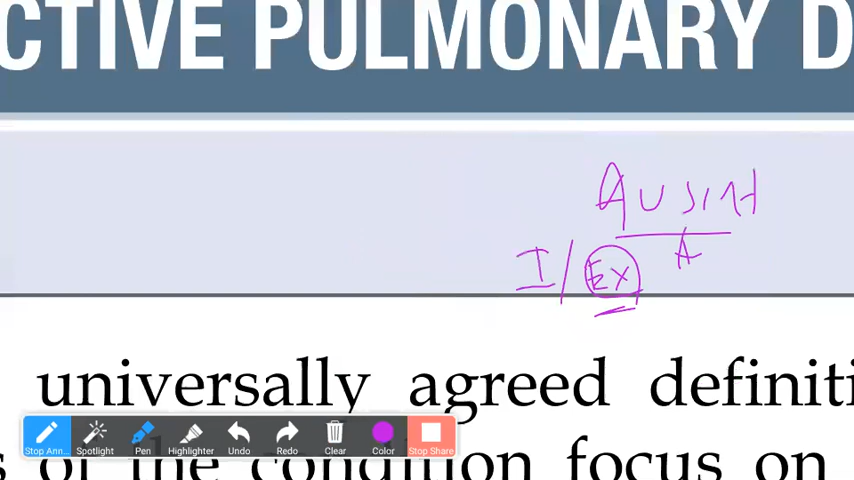 CTIVE PULMONARY D
A
I/Ex
universally agreed definiti
s of the condition focus on
Stop Ann... Spotlight Pen Highlighter Undo Redo Clear Color Stop Share